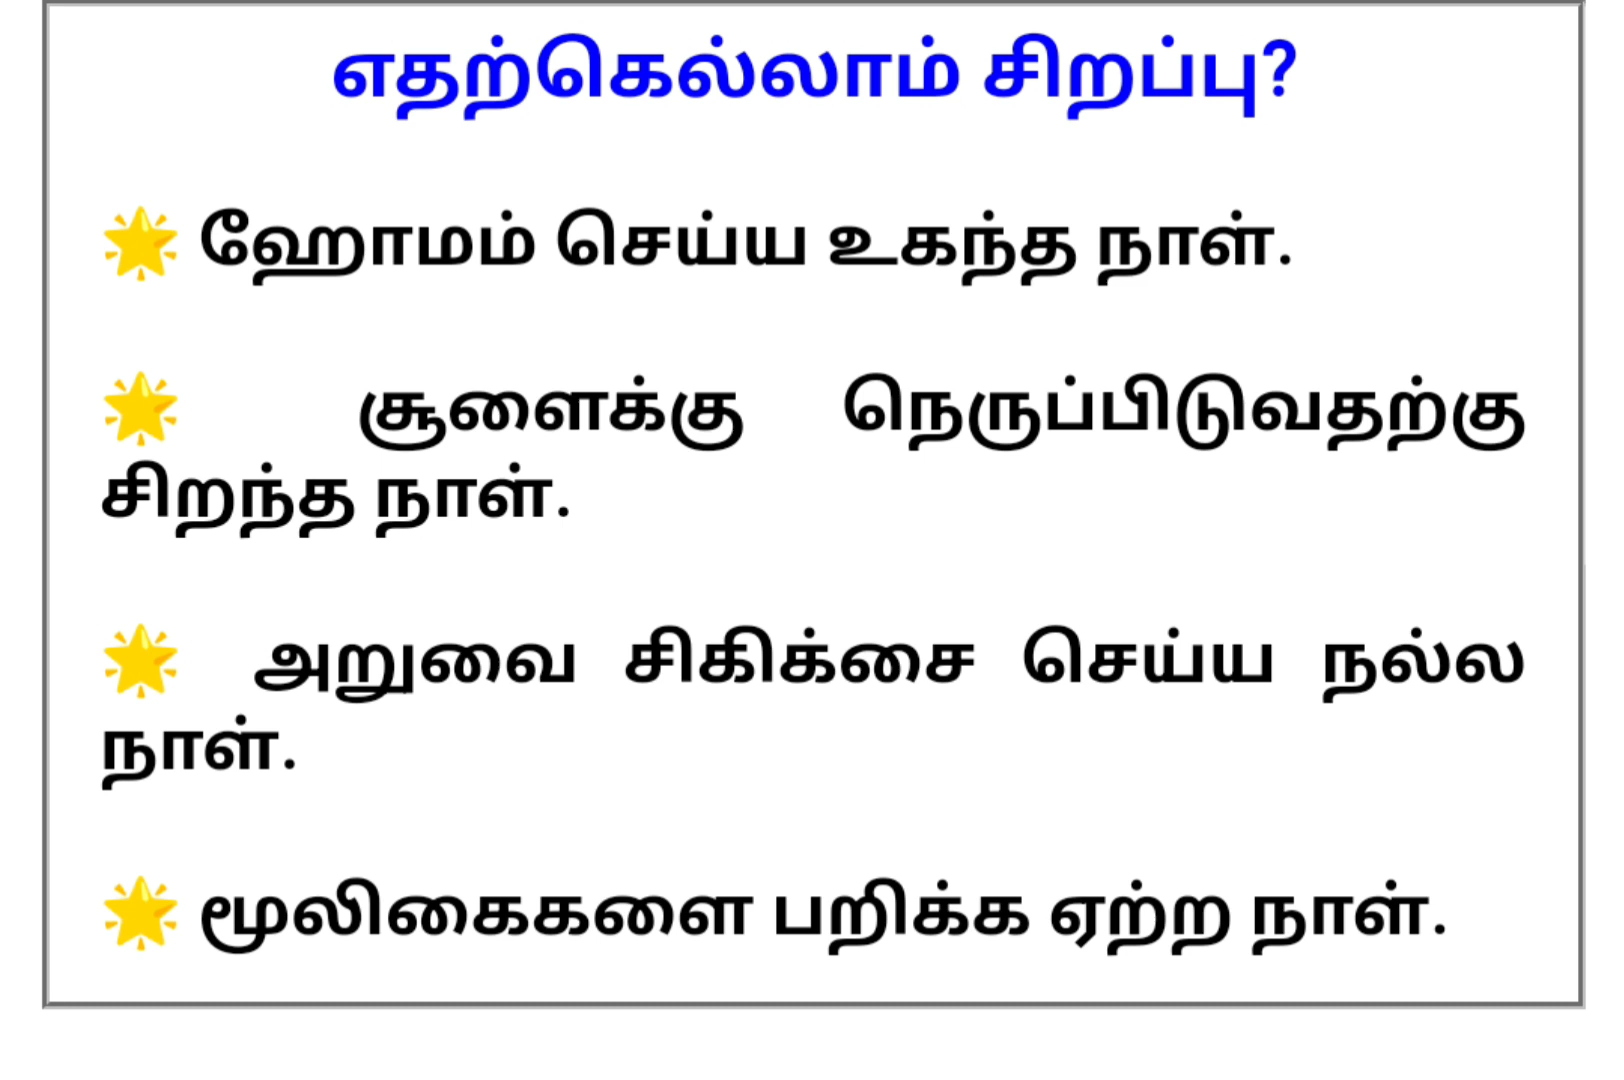 எதற்கெல்லாம் சிறப்பு?
🌟 ஹோமம் செய்ய உகந்த நாள்.
🌟 சூளைக்கு நெருப்பிடுவதற்கு
சிறந்த நாள்.
🌟 அறுவை சிகிக்சை செய்ய நல்ல
நாள்.
🌟 மூலிகைகளை பறிக்க ஏற்ற நாள்.